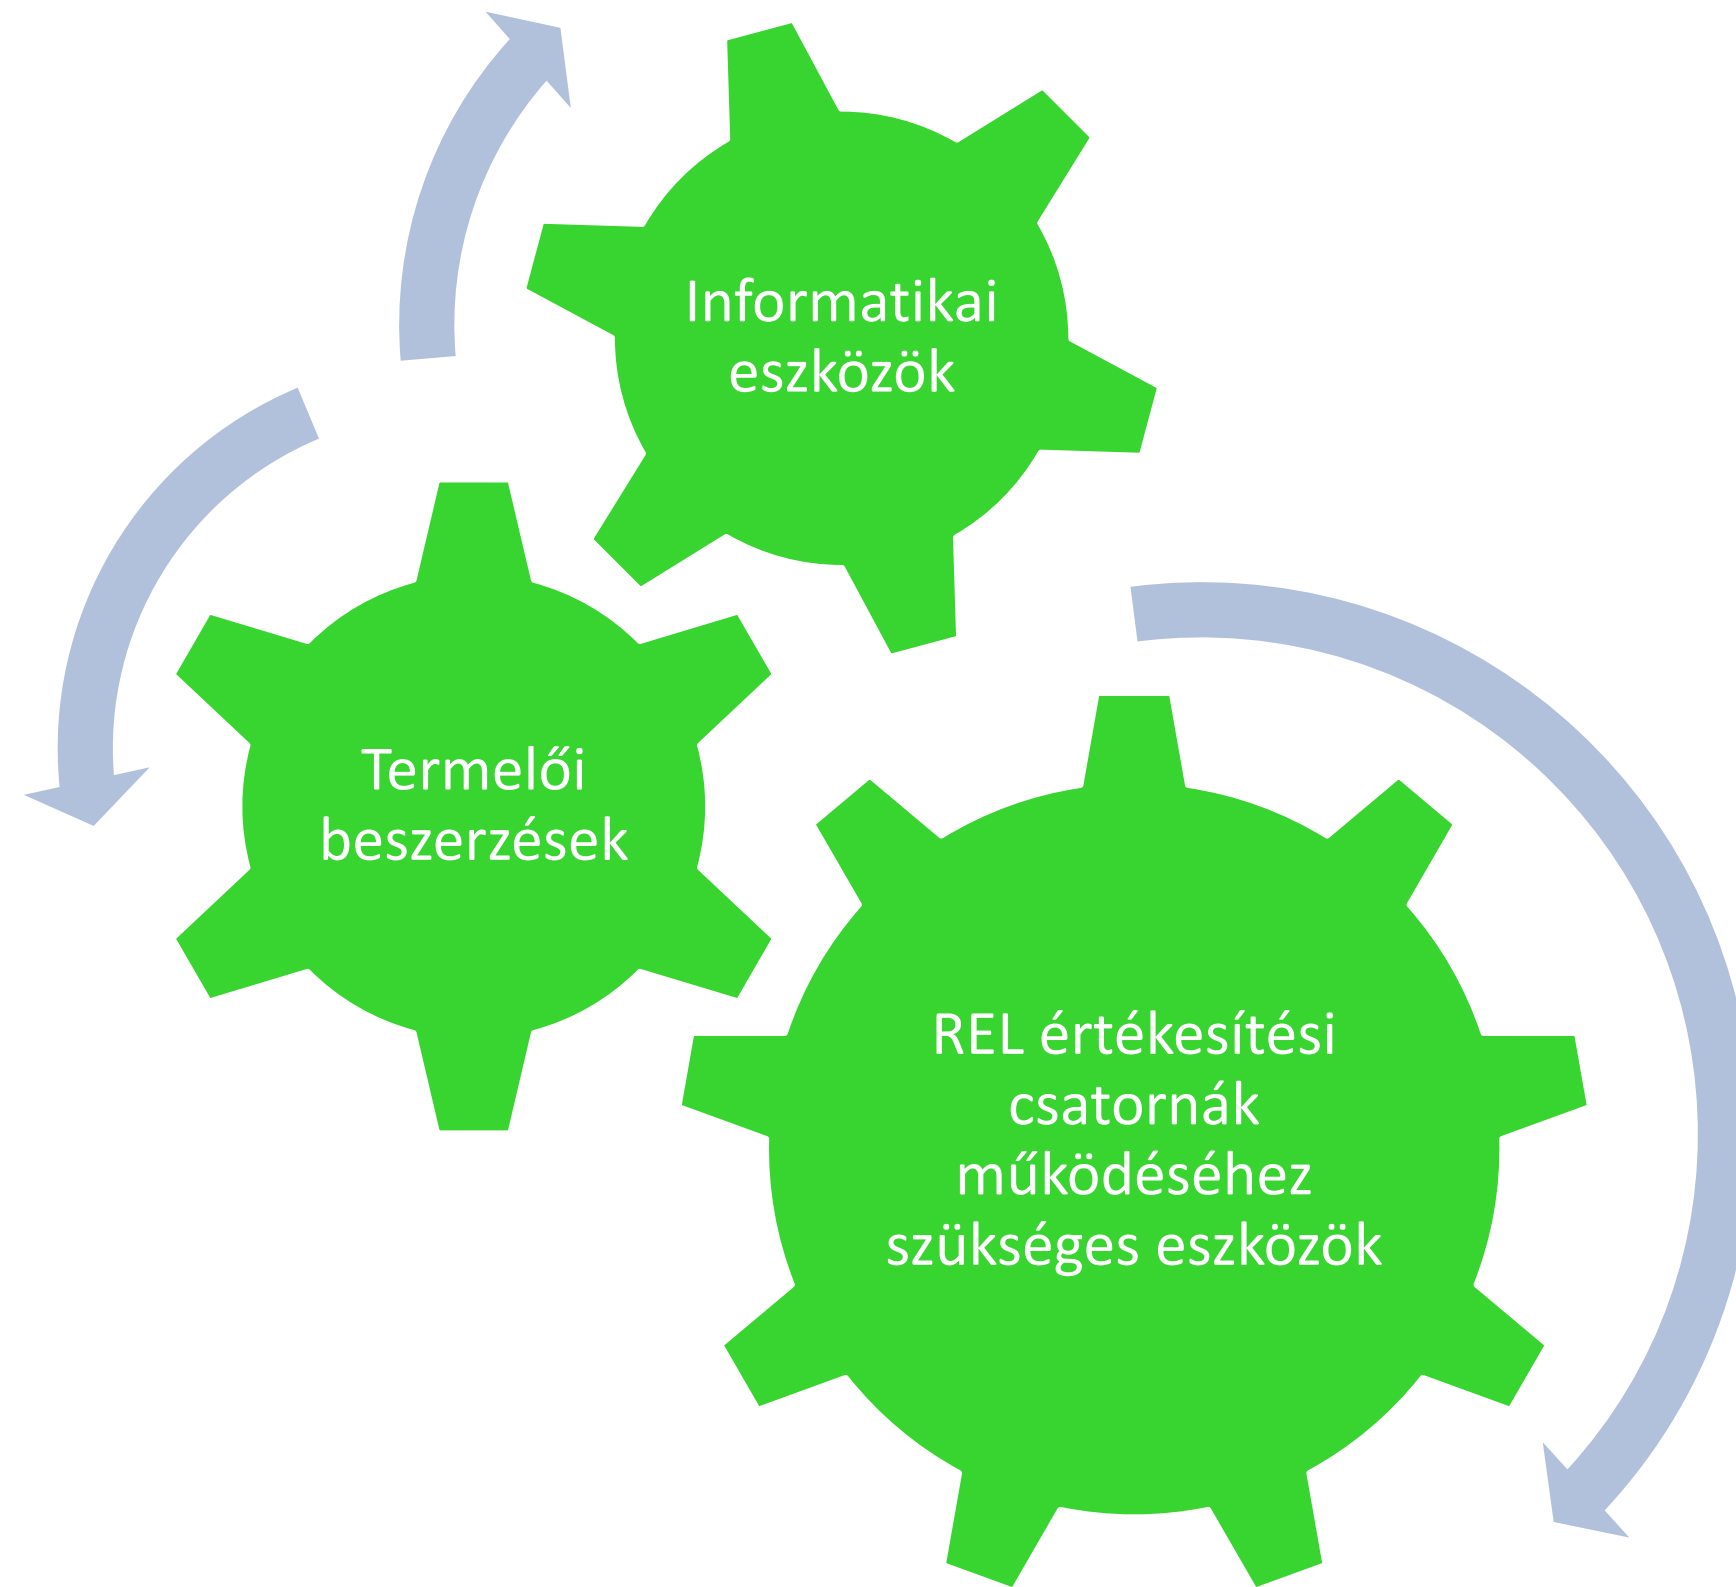 Informatikai
eszközök
Termelői
beszerzések
REL értékesítési
csatornák
működéséhez
szükséges eszközök